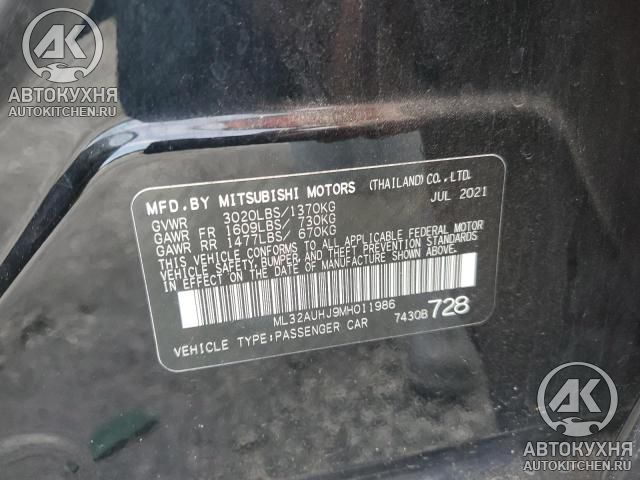 АК
АВТОКУХНЯ
AUTOKITCHEN.RU
MFD.BY MITSUBISHI MOTORS (THAILAND)CO.,LTD.
JUL 2021
GVWR 3020LBS/1370KG
GAWR FR 1609LBS/ 730KG
GAWR RR 1477LBS/ 670KG
THIS VEHICLE CONFORMS TO ALL APPLICABLE FEDERAL MOTOR
VEHICLE SAFETY, BUMPER, AND THEFT PREVENTION STANDARDS
IN EFFECT ON THE DATE OF MANUFACTURE SHOWN ABOVE.
ML32AUHJ9MH011986
VEHICLE TYPE:PASSENGER CAR 7430B 728
АК
АВТОКУХНЯ
AUTOKITCHEN.RU